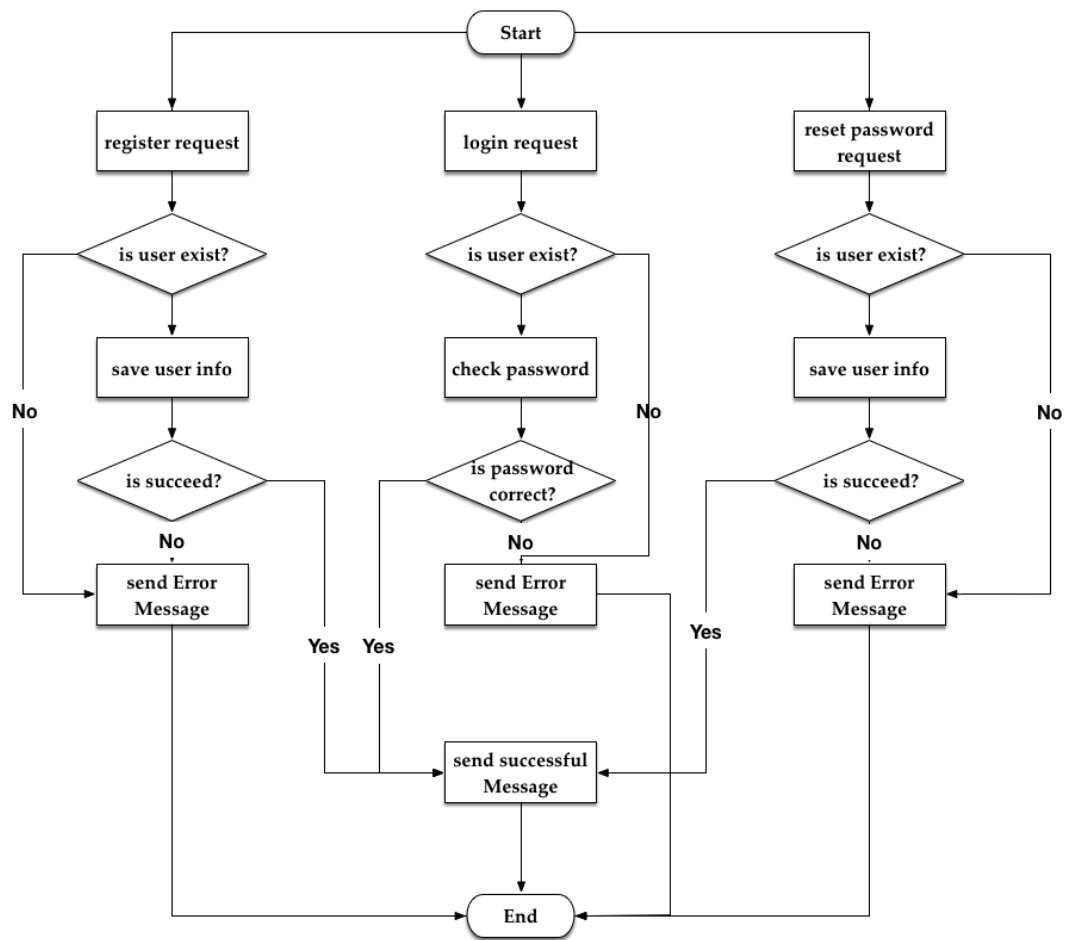 Start
register request
login request
reset password
request
is user exist?
is user exist?
is user exist?
save user info
check password
save user info
No
No
No
is succeed?
is password
correct?
is succeed?
No
No
No
send Error
Message
send Error
Message
send Error
Message
Yes
Yes
Yes
send successful
Message
End